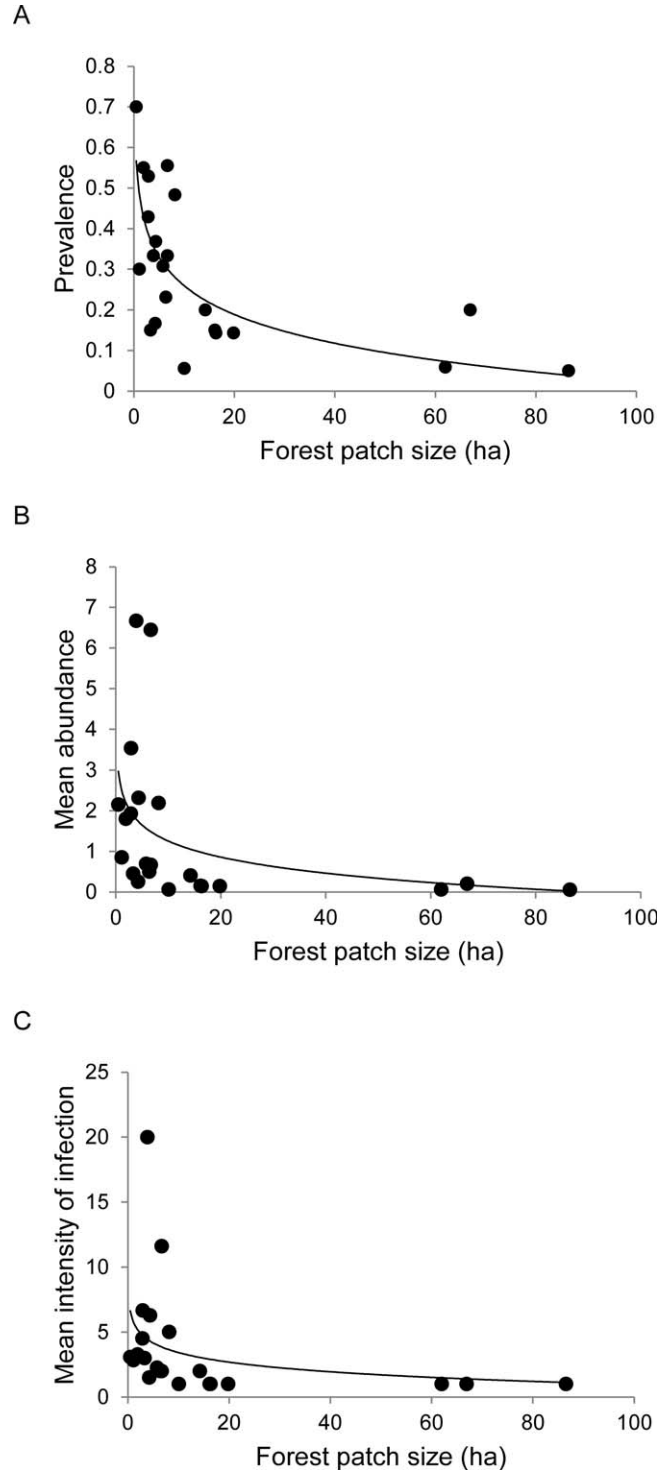 A
0.8
0.7
0.6
0.5
0.4
0.3
0.2
0.1
0
Prevalence
0 20 40 60 80 100
Forest patch size (ha)
B
8
7
6
5
4
3
2
1
0
Mean abundance
0 20 40 60 80 100
Forest patch size (ha)
C
25
20
15
10
5
0
Mean intensity of infection
0 20 40 60 80 100
Forest patch size (ha)